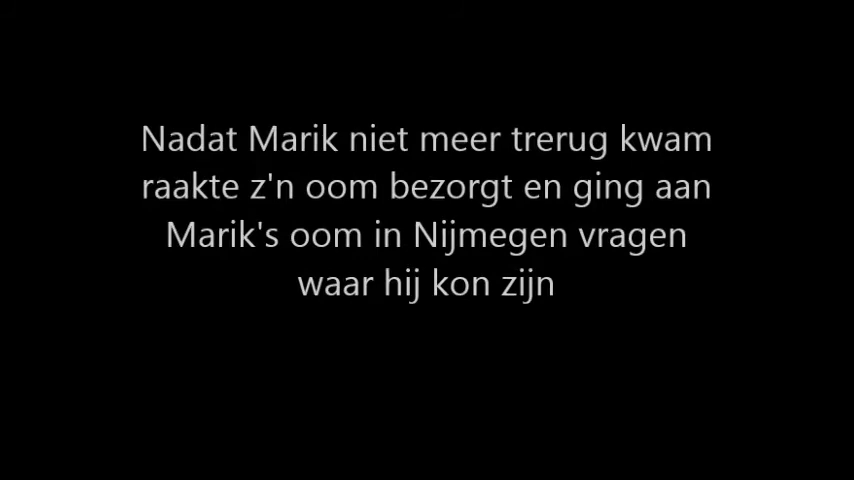 Nadat Marik niet meer trerug kwam
raakte z'n oom bezorgt en ging aan
Marik's oom in Nijmegen vragen
waar hij kon zijn